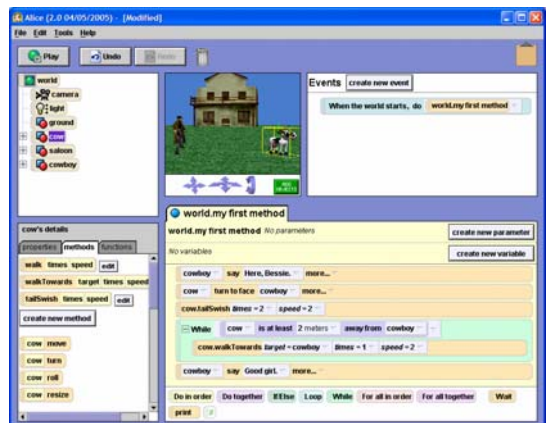 Alice (2.0 04/05/2005) - [Modified]
File Edit Tools Help
Play Undo
world
camera
light
ground
cow
saloon
cowboy
ADD OBJECTS
Events create new event
When the world starts, do world.my first method
cow's details
properties methods functions
walk times speed edit
walkTowards target times speed
tailSwish times speed edit
create new method
cow move
cow turn
cow roll
cow resize
world.my first method
world.my first method No parameters create new parameter
No variables create new variable
cowboy say Here, Bessie. more...
cow turn to face cowboy more...
cow.tailSwish times = 2 speed = 2
While cow is at least 2 meters away from cowboy
cow.walkTowards target = cowboy times = 1 speed = 2
cowboy say Good girl. more...
Do in order Do together If/Else Loop While For all in order For all together Wait
print //